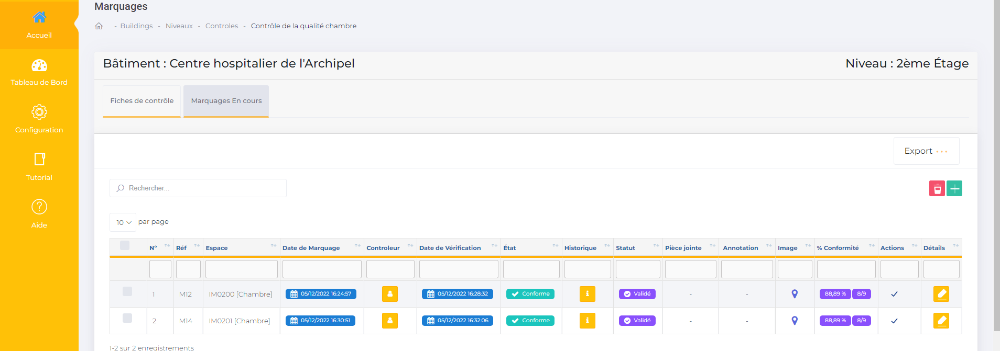 Accueil
Tableau de Bord
Configuration
Tutorial
Aide
Marquages
- Buildings - Niveaux - Controles - Contrôle de la qualité chambre
Bâtiment : Centre hospitalier de l'Archipel Niveau : 2ème Étage
Fiches de contrôle Marquages En cours
Export
Rechercher...
10 par page
N° Réf Espace Date de Marquage Controleur Date de Vérification État Historique Statut Pièce jointe Annotation Image % Conformité Actions Détails
1 M12 IM0200 [Chambre] 05/12/2022 16:24:57 05/12/2022 16:28:32 Conforme Validé - - 88,89 % 8/9
2 M14 IM0201 [Chambre] 05/12/2022 16:30:51 05/12/2022 16:32:06 Conforme Validé - - 88,89 % 8/9
1-2 sur 2 enregistrements